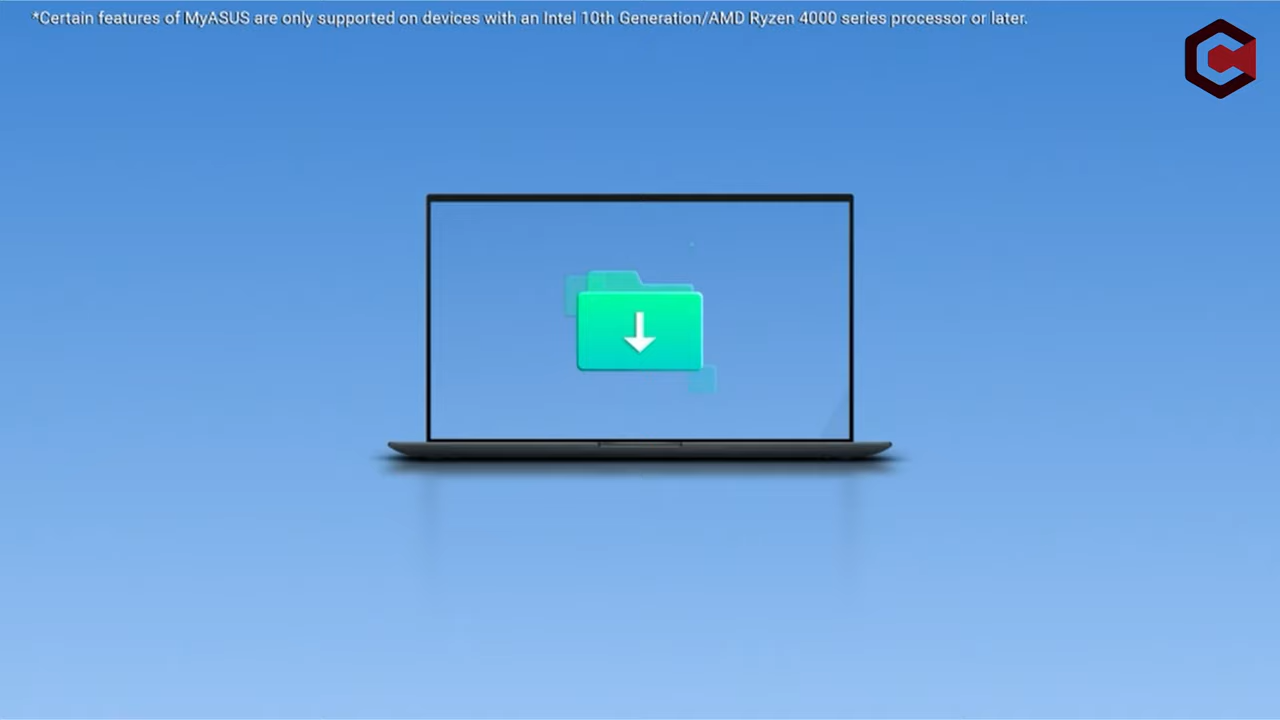 *Certain features of MyASUS are only supported on devices with an Intel 10th Generation/AMD Ryzen 4000 series processor or later.